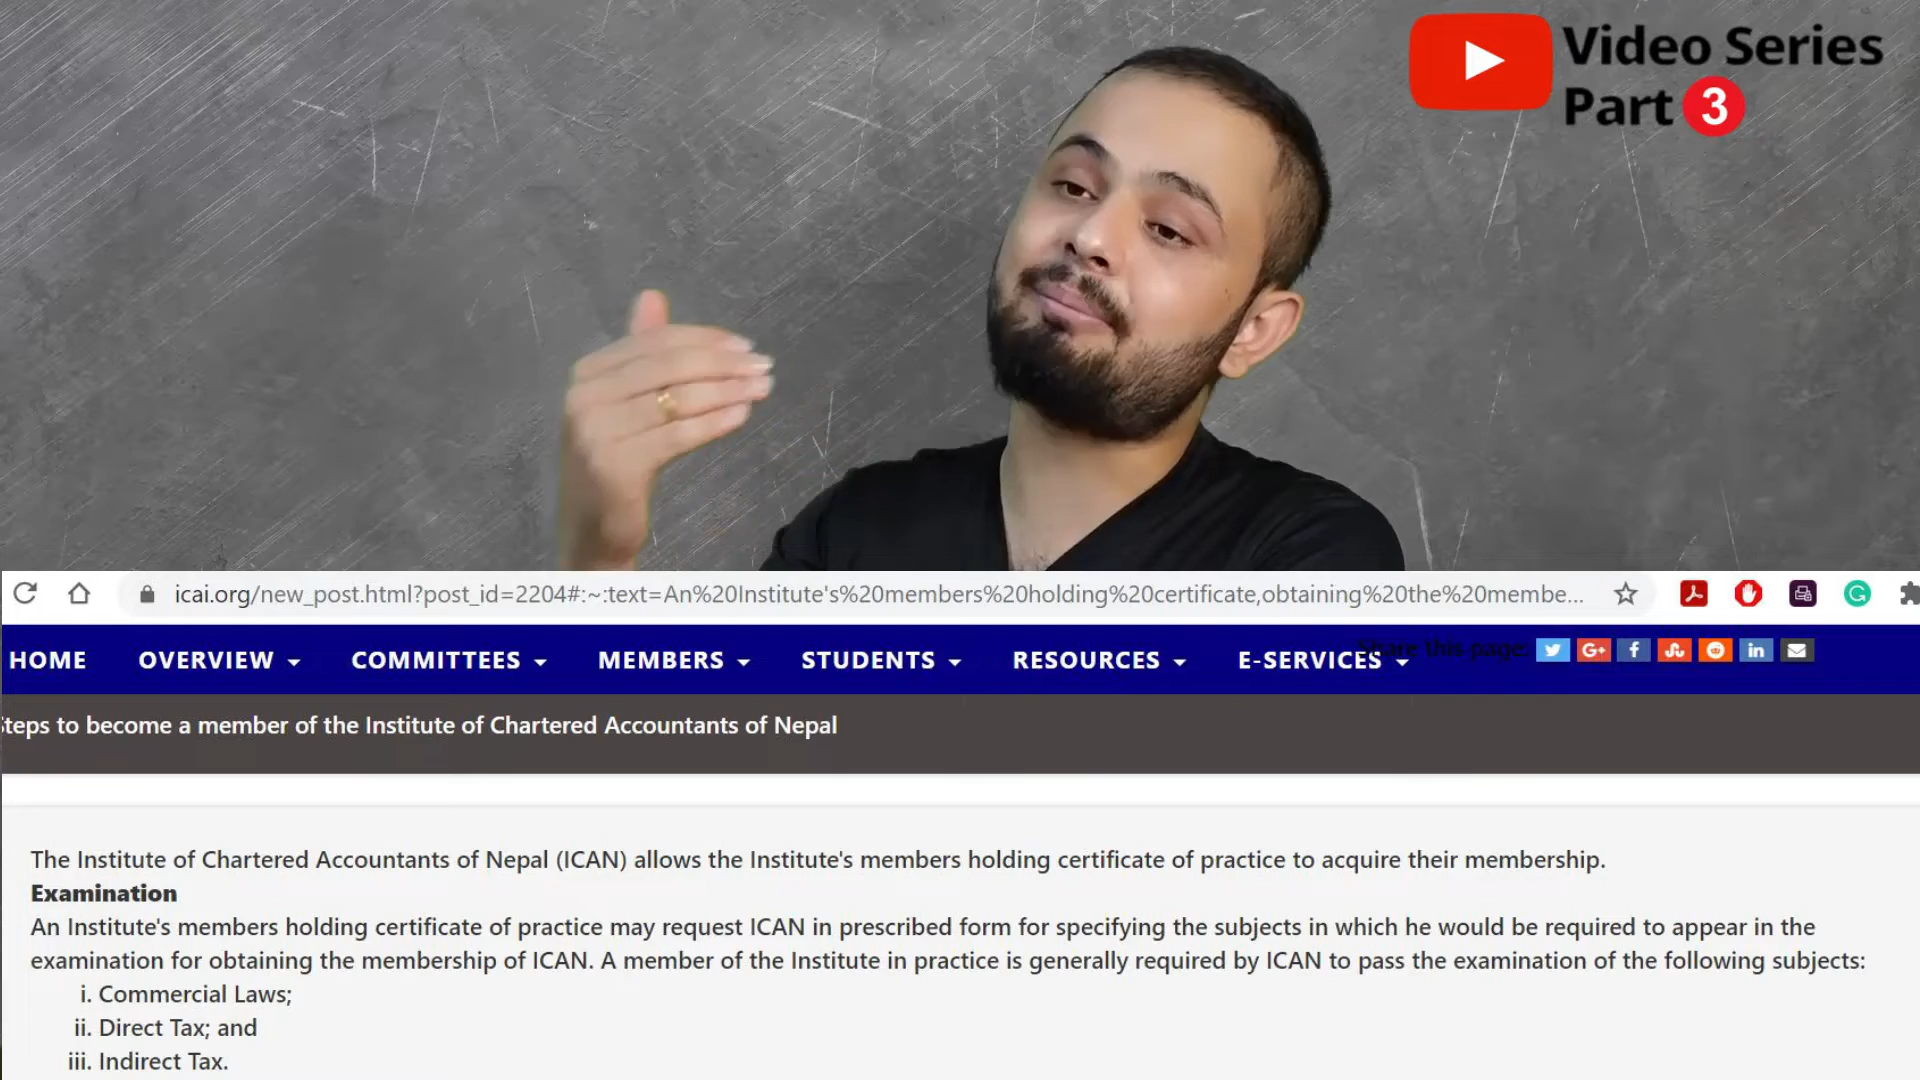 Video Series
Part 3
icai.org/new_post.html?post_id=2204#:~:text=An%20Institute's%20members%20holding%20certificate,obtaining%20the%20membe...
HOME OVERVIEW COMMITTEES MEMBERS STUDENTS RESOURCES E-SERVICES Share this page:
Steps to become a member of the Institute of Chartered Accountants of Nepal
The Institute of Chartered Accountants of Nepal (ICAN) allows the Institute's members holding certificate of practice to acquire their membership.
Examination
An Institute's members holding certificate of practice may request ICAN in prescribed form for specifying the subjects in which he would be required to appear in the
examination for obtaining the membership of ICAN. A member of the Institute in practice is generally required by ICAN to pass the examination of the following subjects:
i. Commercial Laws;
ii. Direct Tax; and
iii. Indirect Tax.